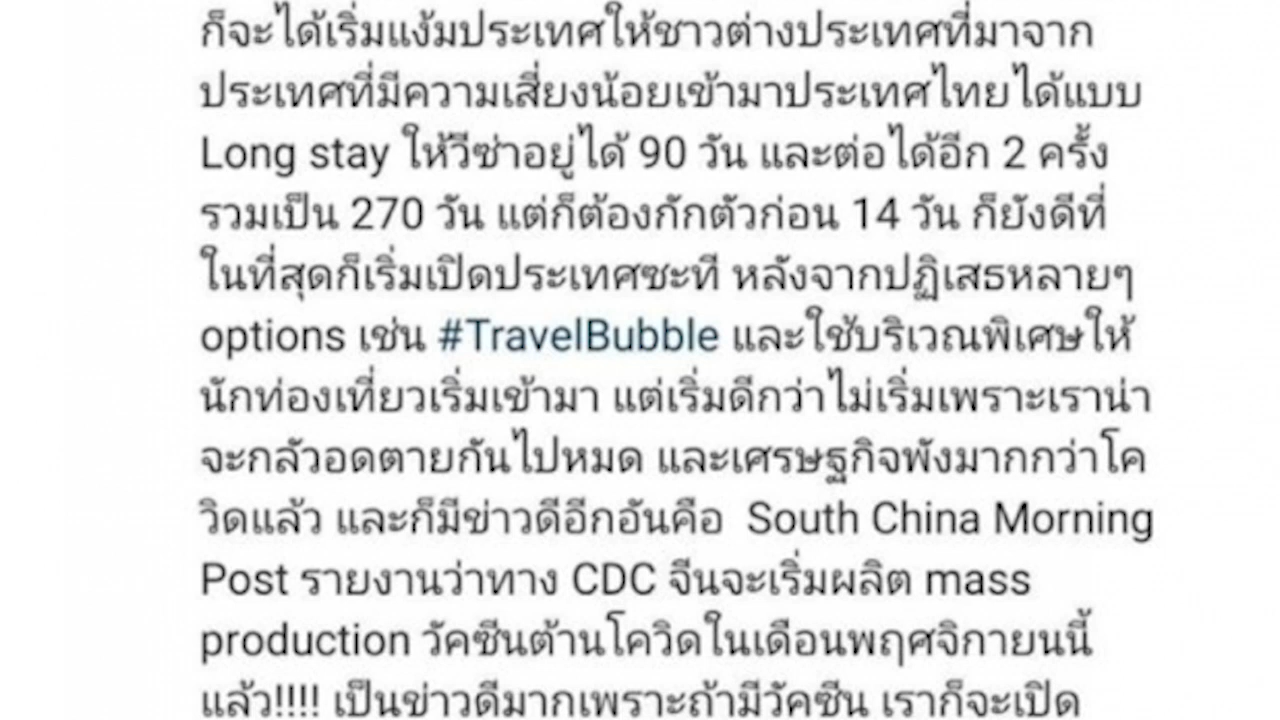 ก็จะได้เริ่มแง้มประเทศให้ชาวต่างประเทศที่มาจาก
ประเทศที่มีความเสี่ยงน้อยเข้ามาประเทศไทยได้แบบ
Long stay ให้วีซ่าอยู่ได้ 90 วัน และต่อได้อีก 2 ครั้ง
รวมเป็น 270 วัน แต่ก็ต้องกักตัวก่อน 14 วัน ก็ยังดีที่
ในที่สุดก็เริ่มเปิดประเทศซะที หลังจากปฏิเสธหลายๆ
options เช่น #TravelBubble และใช้บริเวณพิเศษให้
นักท่องเที่ยวเริ่มเข้ามา แต่เริ่มดีกว่าไม่เริ่มเพราะเราน่า
จะกลัวอดตายกันไปหมด และเศรษฐกิจพังมากกว่าโค
วิดแล้ว และก็มีข่าวดีอีกอันคือ South China Morning
Post รายงานว่าทาง CDC จีนจะเริ่มผลิต mass
production วัคซีนต้านโควิดในเดือนพฤศจิกายนนี้
แล้ว!!!! เป็นข่าวดีมากเพราะถ้ามีวัคซีน เราก็จะเปิด